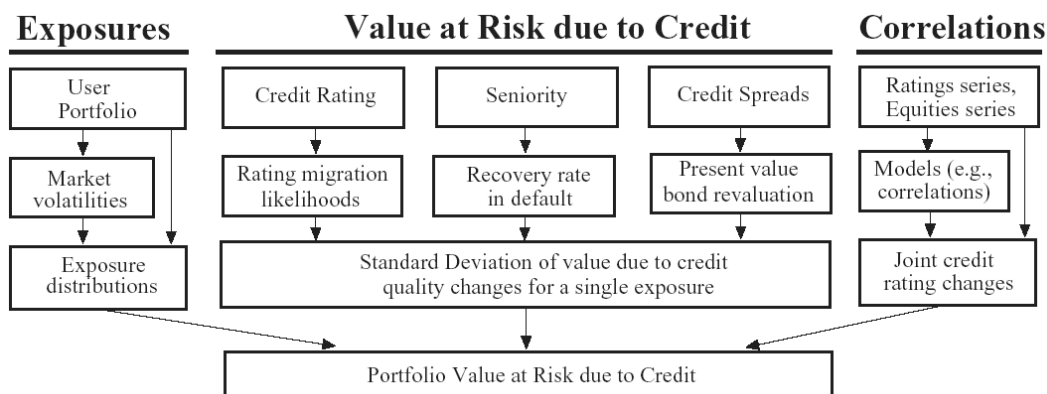 Exposures
Value at Risk due to Credit
Correlations
User
Portfolio
Credit Rating
Seniority
Credit Spreads
Ratings series,
Equities series
Market
volatilities
Rating migration
likelihoods
Recovery rate
in default
Present value
bond revaluation
Models (e.g.,
correlations)
Exposure
distributions
Standard Deviation of value due to credit
quality changes for a single exposure
Joint credit
rating changes
Portfolio Value at Risk due to Credit